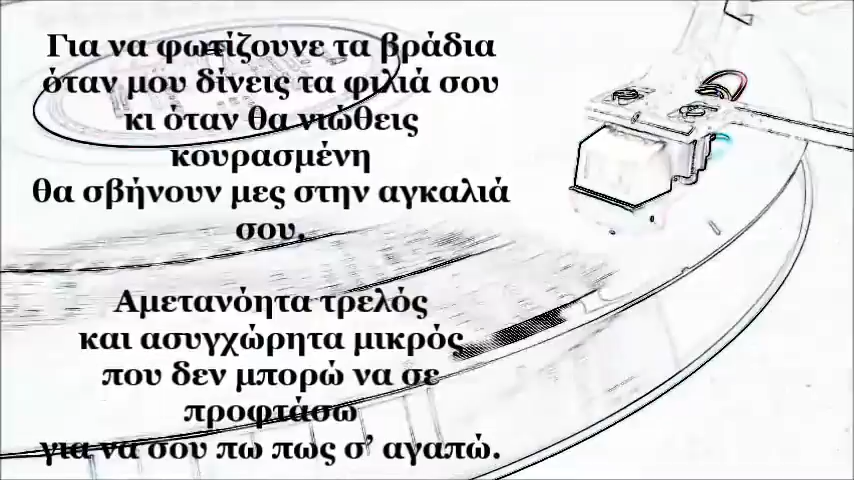 Για να φωτίζουνε τα βράδια
όταν μου δίνεις τα φιλιά σου
κι όταν θα νιώθεις
κουρασμένη
θα σβήνουν μες στην αγκαλιά
σου.
Αμετανόητα τρελός
και ασυγχώρητα μικρός
που δεν μπορώ να σε
προφτάσω
για να σου πω πως σ’ αγαπώ.